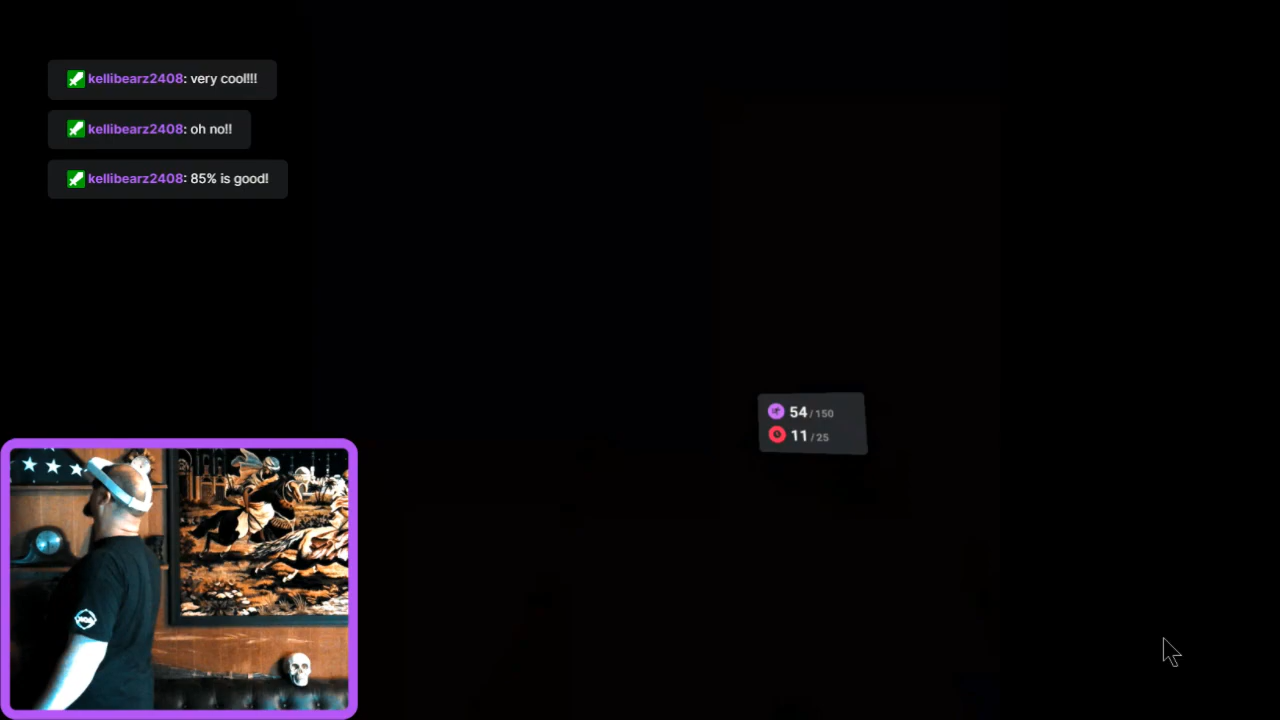 kellibearz2408: very cool!!!
kellibearz2408: oh no!!
kellibearz2408: 85% is good!
54 / 150
11 / 25